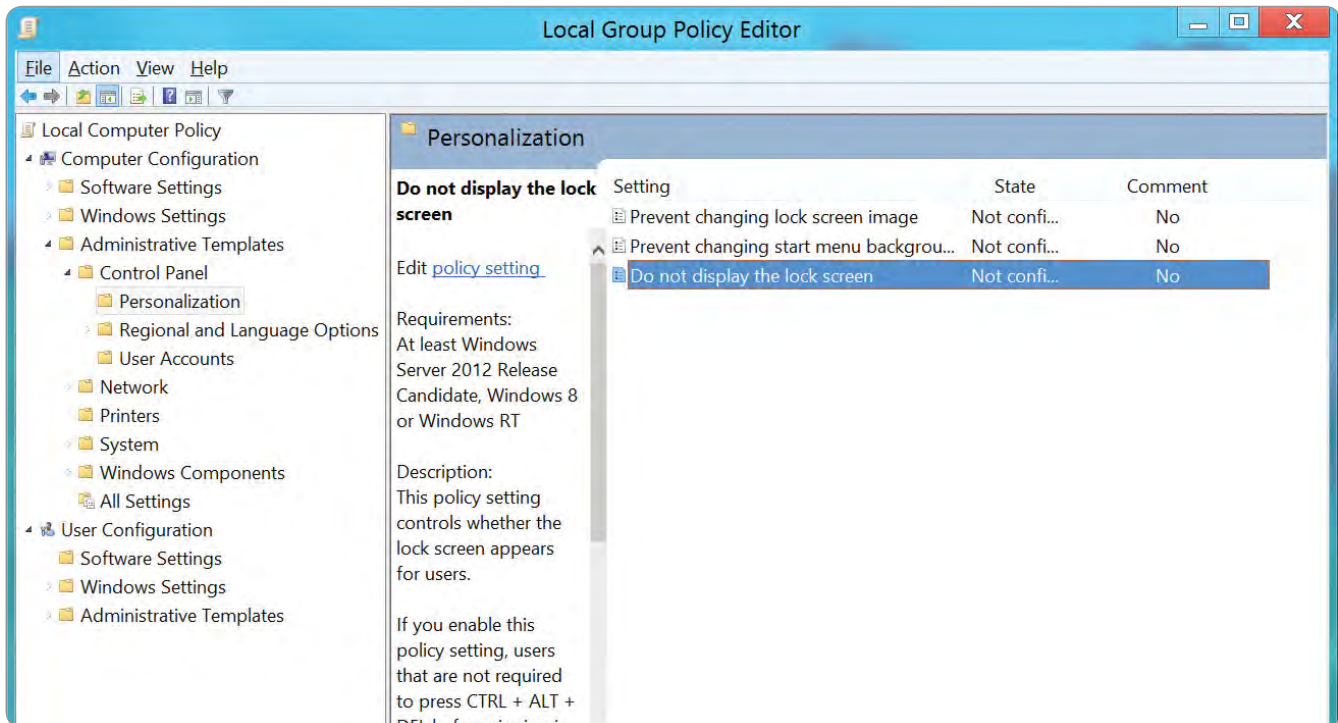 Local Group Policy Editor
File Action View Help
Local Computer Policy
Computer Configuration
Software Settings
Windows Settings
Administrative Templates
Control Panel
Personalization
Regional and Language Options
User Accounts
Network
Printers
System
Windows Components
All Settings
User Configuration
Software Settings
Windows Settings
Administrative Templates
Personalization
Do not display the lock
screen
Edit policy setting
Requirements:
At least Windows
Server 2012 Release
Candidate, Windows 8
or Windows RT
Description:
This policy setting
controls whether the
lock screen appears
for users.
If you enable this
policy setting, users
that are not required
to press CTRL + ALT +
Setting State Comment
Prevent changing lock screen image Not confi... No
Prevent changing start menu backgrou... Not confi... No
Do not display the lock screen Not confi... No